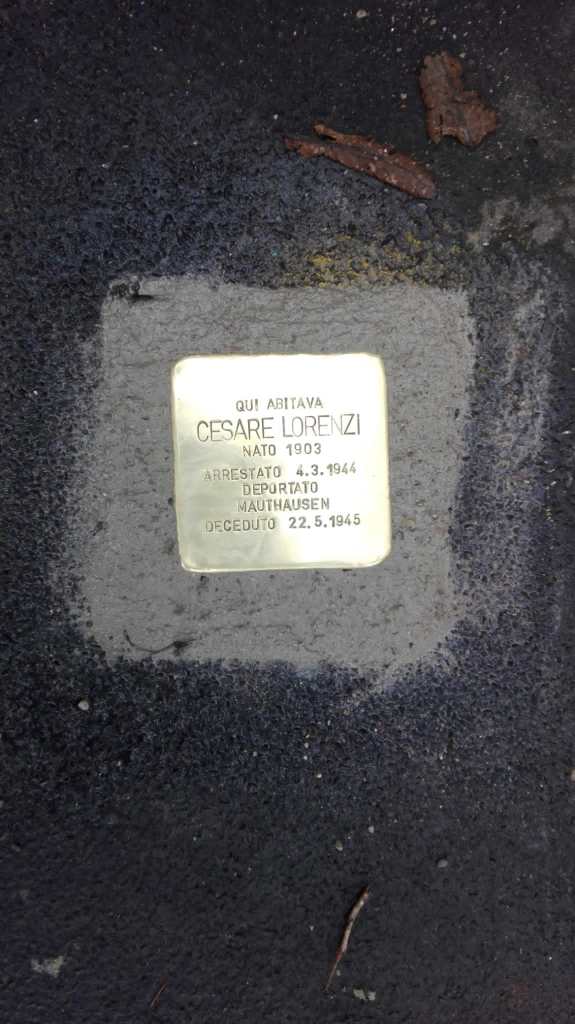 QUI ABITAVA
CESARE LORENZI
NATO 1903
ARRESTATO 4.3.1944
DEPORTATO
MAUTHAUSEN
DECEDUTO 22.5.1945